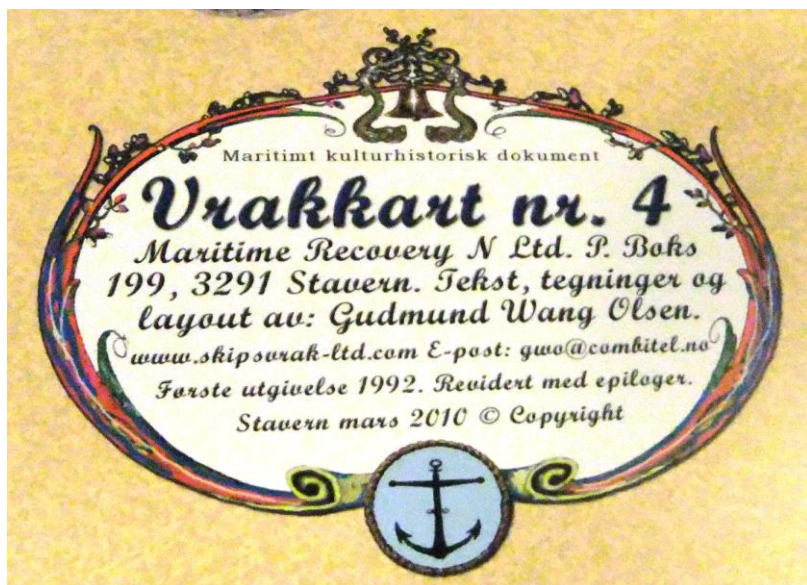 Maritimt kulturhistorisk dokument
Vrakkart nr. 4
Maritime Recovery N Ltd. P. Boks
199, 3291 Stavern. Tekst, tegninger og
layout av: Gudmund Wang Olsen.
www.skipsvrak-ltd.com E-post: gwo@combitel.no
Første utgivelse 1992. Revidert med epiloger.
Stavern mars 2010 © Copyright